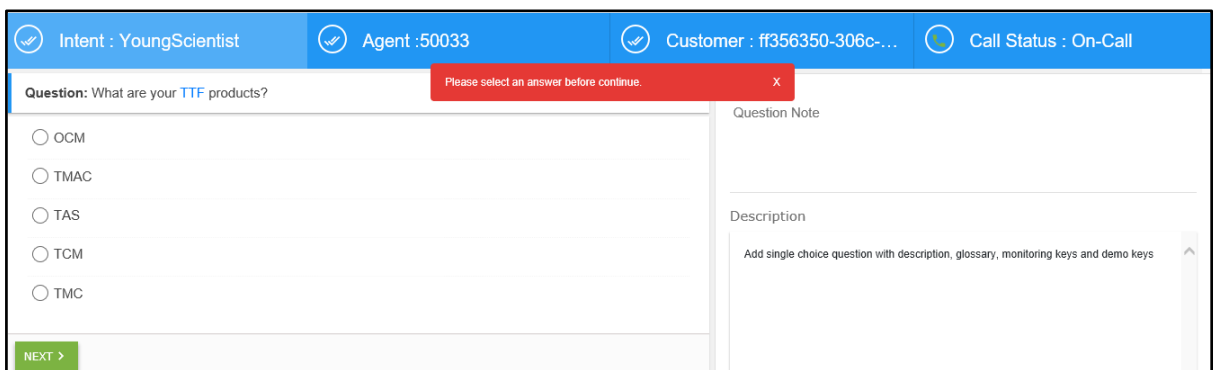 Intent : YoungScientist
Agent :50033
Customer : ff356350-306c-...
Call Status : On-Call
Please select an answer before continue.
X
Question: What are your TTF products?
OCM
TMAC
TAS
TCM
TMC
NEXT >
Question Note
Description
Add single choice question with description, glossary, monitoring keys and demo keys